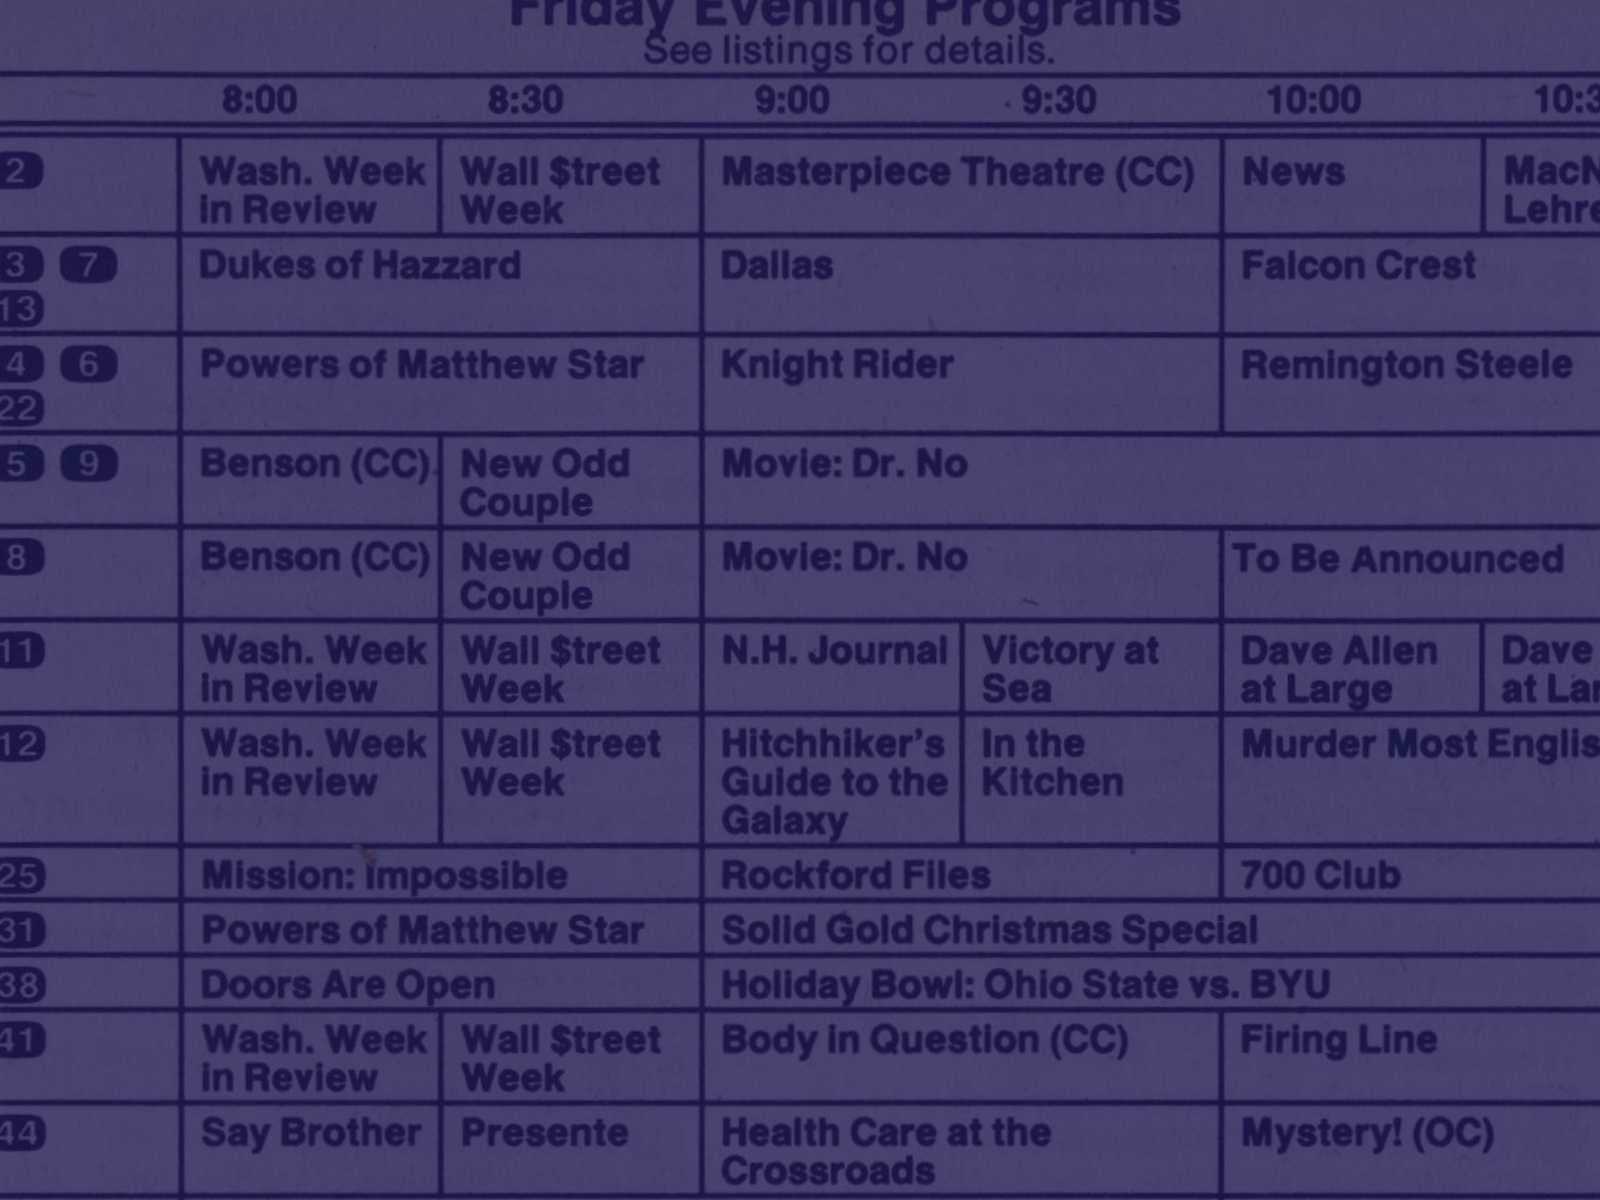 Friday Evening Programs
See listings for details.
8:00 8:30 9:00 9:30 10:00 10:3
2 Wash. Week Wall $treet Masterpiece Theatre (CC) News MacN
in Review Week Lehre
3 7 Dukes of Hazzard Dallas Falcon Crest
13
4 6 Powers of Matthew Star Knight Rider Remington Steele
22
5 9 Benson (CC) New Odd Movie: Dr. No
Couple
8 Benson (CC) New Odd Movie: Dr. No To Be Announced
Couple
11 Wash. Week Wall $treet N.H. Journal Victory at Dave Allen Dave
in Review Week Sea at Large at Lar
12 Wash. Week Wall $treet Hitchhiker's In the Murder Most Englis
in Review Week Guide to the Kitchen
Galaxy
25 Mission: Impossible Rockford Files 700 Club
31 Powers of Matthew Star Solid Gold Christmas Special
38 Doors Are Open Holiday Bowl: Ohio State vs. BYU
41 Wash. Week Wall $treet Body in Question (CC) Firing Line
in Review Week
44 Say Brother Presente Health Care at the Mystery! (OC)
Crossroads